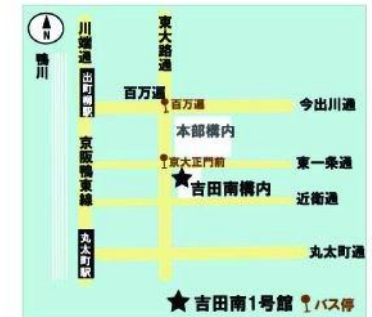 N
川端通
東大路通
鴨川
出町柳駅
百万遍
百万遍
今出川通
本部構内
京阪鴨東線
京大正門前
東一条通
吉田南構内
近衛通
丸太町駅
丸太町通
吉田南1号館
バス停